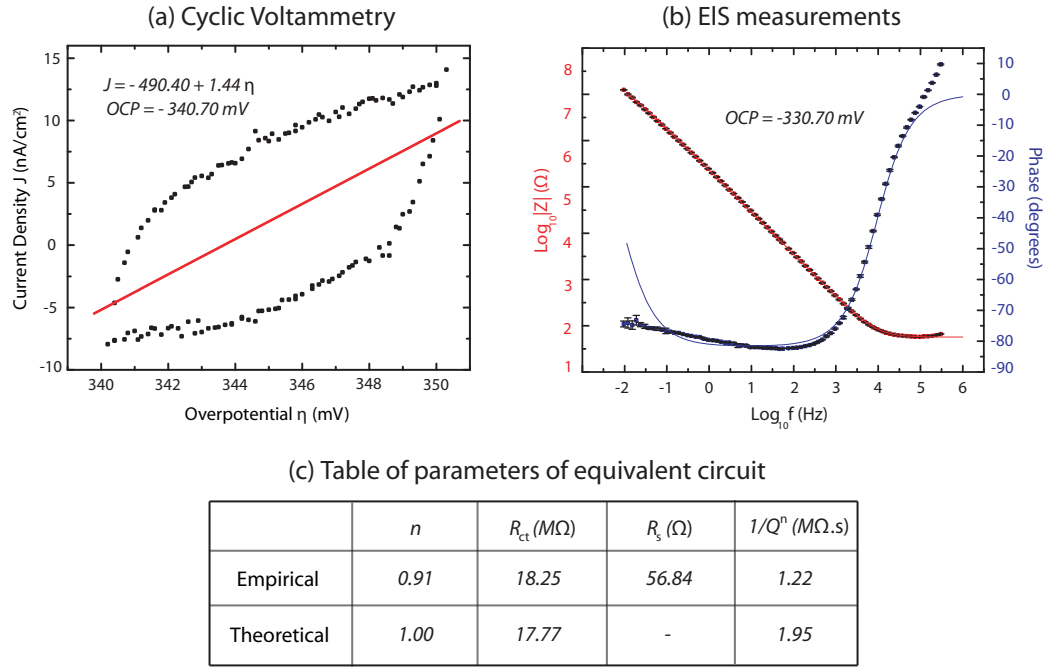 (a) Cyclic Voltammetry
J = - 490.40 + 1.44 η
OCP = - 340.70 mV
Current Density J (nA/cm²)
15
10
5
0
-5
-10
340
342
344
346
348
350
Overpotential η (mV)
(b) EIS measurements
OCP = -330.70 mV
Log₁₀|Z| (Ω)
8
7
6
5
4
3
2
1
Phase (degrees)
10
0
-10
-20
-30
-40
-50
-60
-70
-80
-90
-2
-1
0
1
2
3
4
5
6
Log₁₀f (Hz)
(c) Table of parameters of equivalent circuit
n Rct (MΩ) Rs (Ω) 1/Qⁿ (MΩ.s)
Empirical 0.91 18.25 56.84 1.22
Theoretical 1.00 17.77 - 1.95